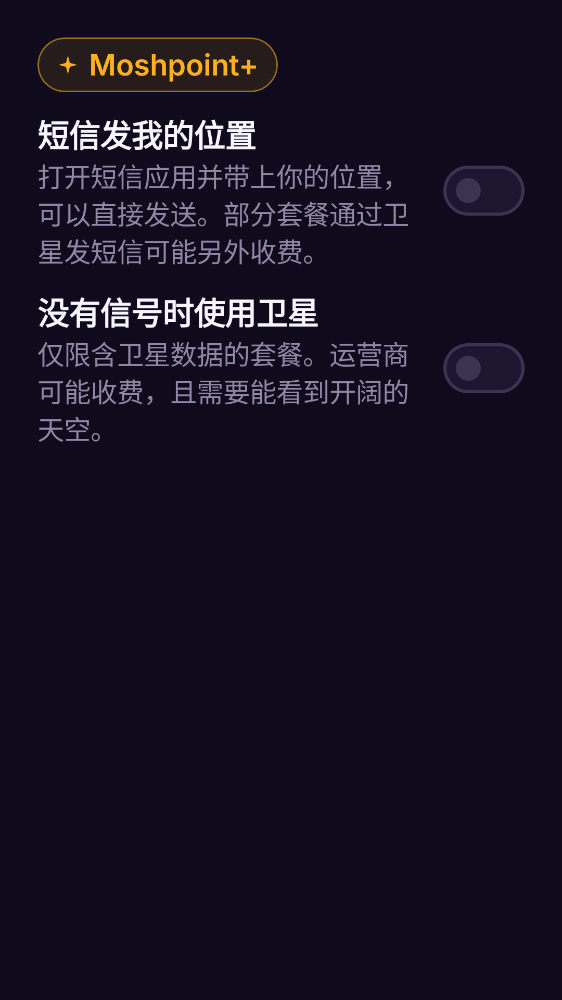 Moshpoint+
短信发我的位置
打开短信应用并带上你的位置，
可以直接发送。部分套餐通过卫
星发短信可能另外收费。
没有信号时使用卫星
仅限含卫星数据的套餐。运营商
可能收费，且需要能看到开阔的
天空。